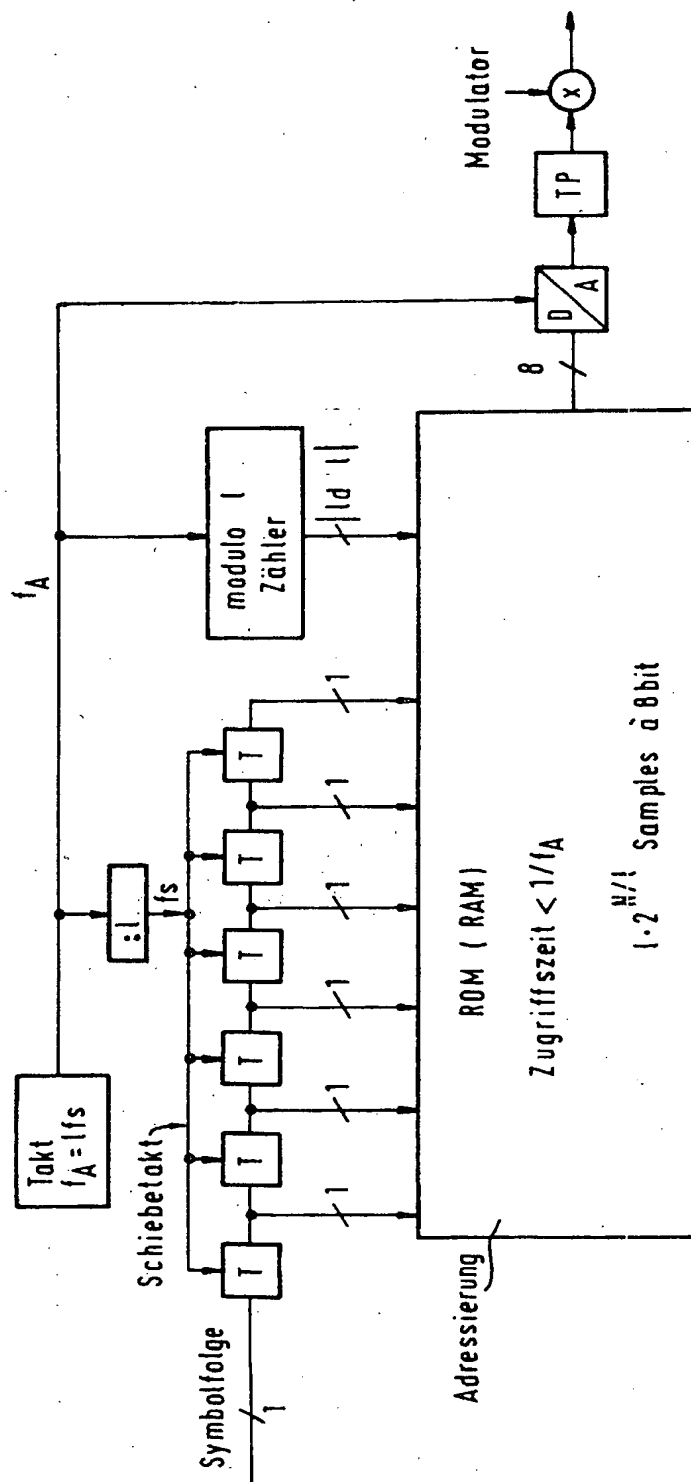 Takt
f_A = lfs
f_A
:l
fs
Schiebetakt
Symbolfolge
1
T
T
T
T
T
T
1
1
1
1
1
1
modulo l
Zähler
|ld l|
Adressierung
ROM ( RAM )
Zugriffszeit < 1/f_A
l·2^N/l Samples à 8bit
8
D/A
TP
Modulator
x